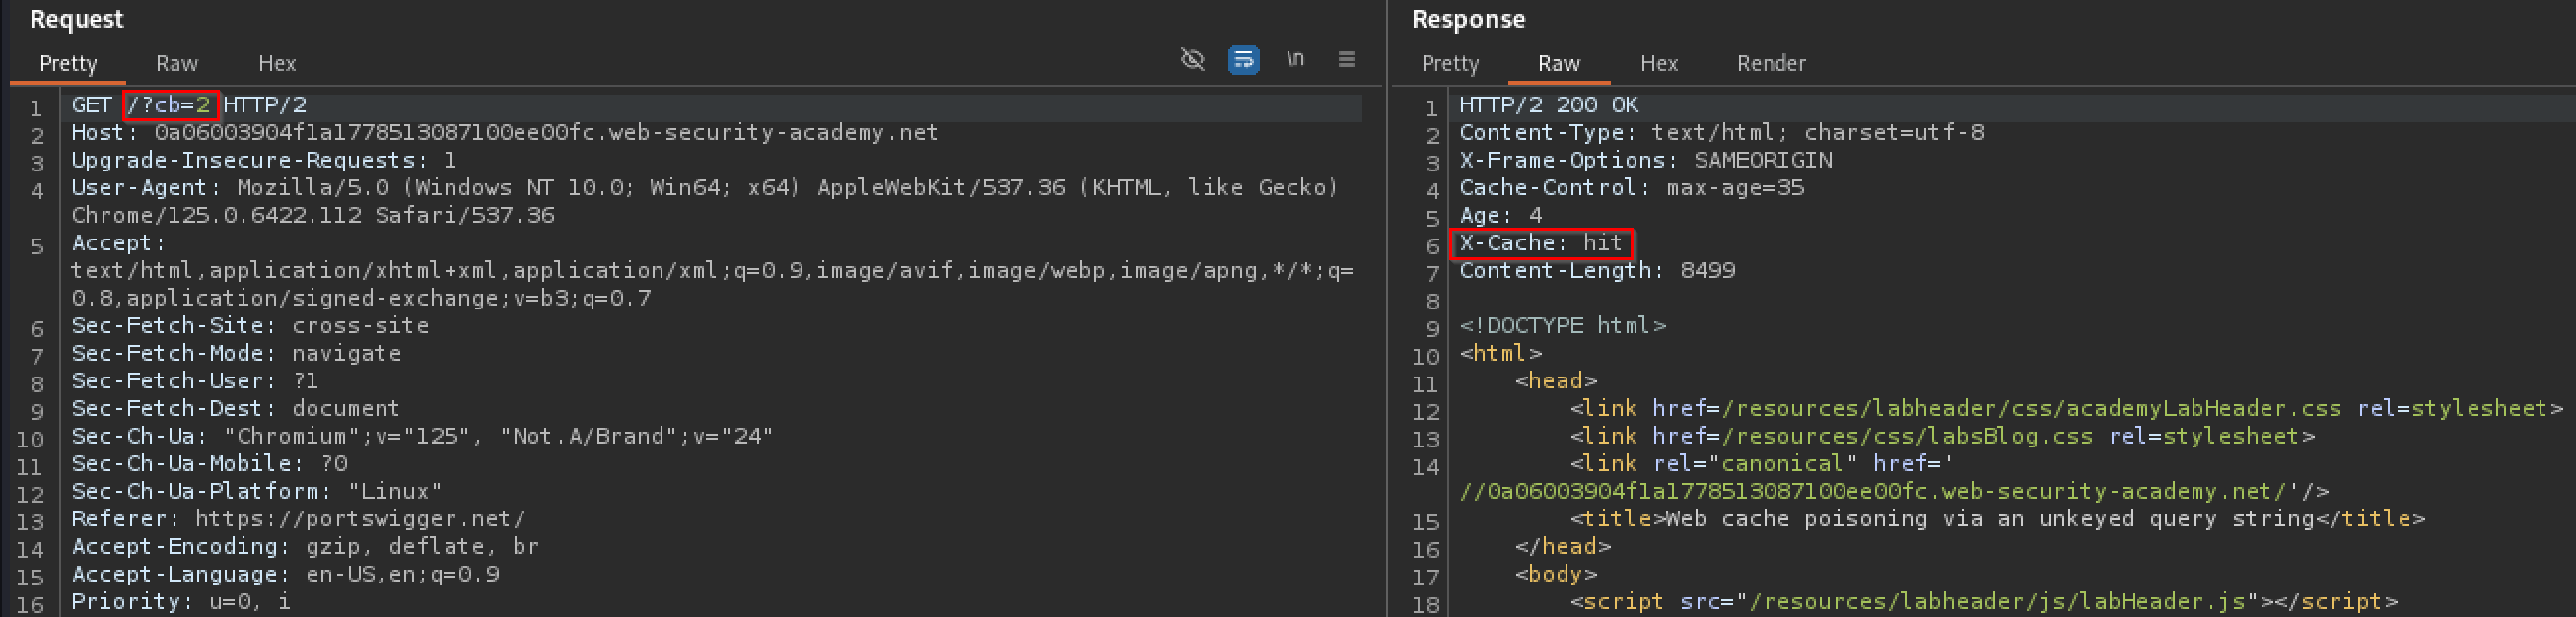 Request
Pretty Raw Hex \n
1 GET /?cb=2 HTTP/2
2 Host: 0a06003904f1a1778513087100ee00fc.web-security-academy.net
3 Upgrade-Insecure-Requests: 1
4 User-Agent: Mozilla/5.0 (Windows NT 10.0; Win64; x64) AppleWebKit/537.36 (KHTML, like Gecko)
Chrome/125.0.6422.112 Safari/537.36
5 Accept:
text/html,application/xhtml+xml,application/xml;q=0.9,image/avif,image/webp,image/apng,*/*;q=
0.8,application/signed-exchange;v=b3;q=0.7
6 Sec-Fetch-Site: cross-site
7 Sec-Fetch-Mode: navigate
8 Sec-Fetch-User: ?1
9 Sec-Fetch-Dest: document
10 Sec-Ch-Ua: "Chromium";v="125", "Not.A/Brand";v="24"
11 Sec-Ch-Ua-Mobile: ?0
12 Sec-Ch-Ua-Platform: "Linux"
13 Referer: https://portswigger.net/
14 Accept-Encoding: gzip, deflate, br
15 Accept-Language: en-US,en;q=0.9
16 Priority: u=0, i
Response
Pretty Raw Hex Render
1 HTTP/2 200 OK
2 Content-Type: text/html; charset=utf-8
3 X-Frame-Options: SAMEORIGIN
4 Cache-Control: max-age=35
5 Age: 4
6 X-Cache: hit
7 Content-Length: 8499
8
9 <!DOCTYPE html>
10 <html>
11 <head>
12 <link href=/resources/labheader/css/academyLabHeader.css rel=stylesheet>
13 <link href=/resources/css/labsBlog.css rel=stylesheet>
14 <link rel="canonical" href='
//0a06003904f1a1778513087100ee00fc.web-security-academy.net/'/>
15 <title>Web cache poisoning via an unkeyed query string</title>
16 </head>
17 <body>
18 <script src="/resources/labheader/js/labHeader.js"></script>